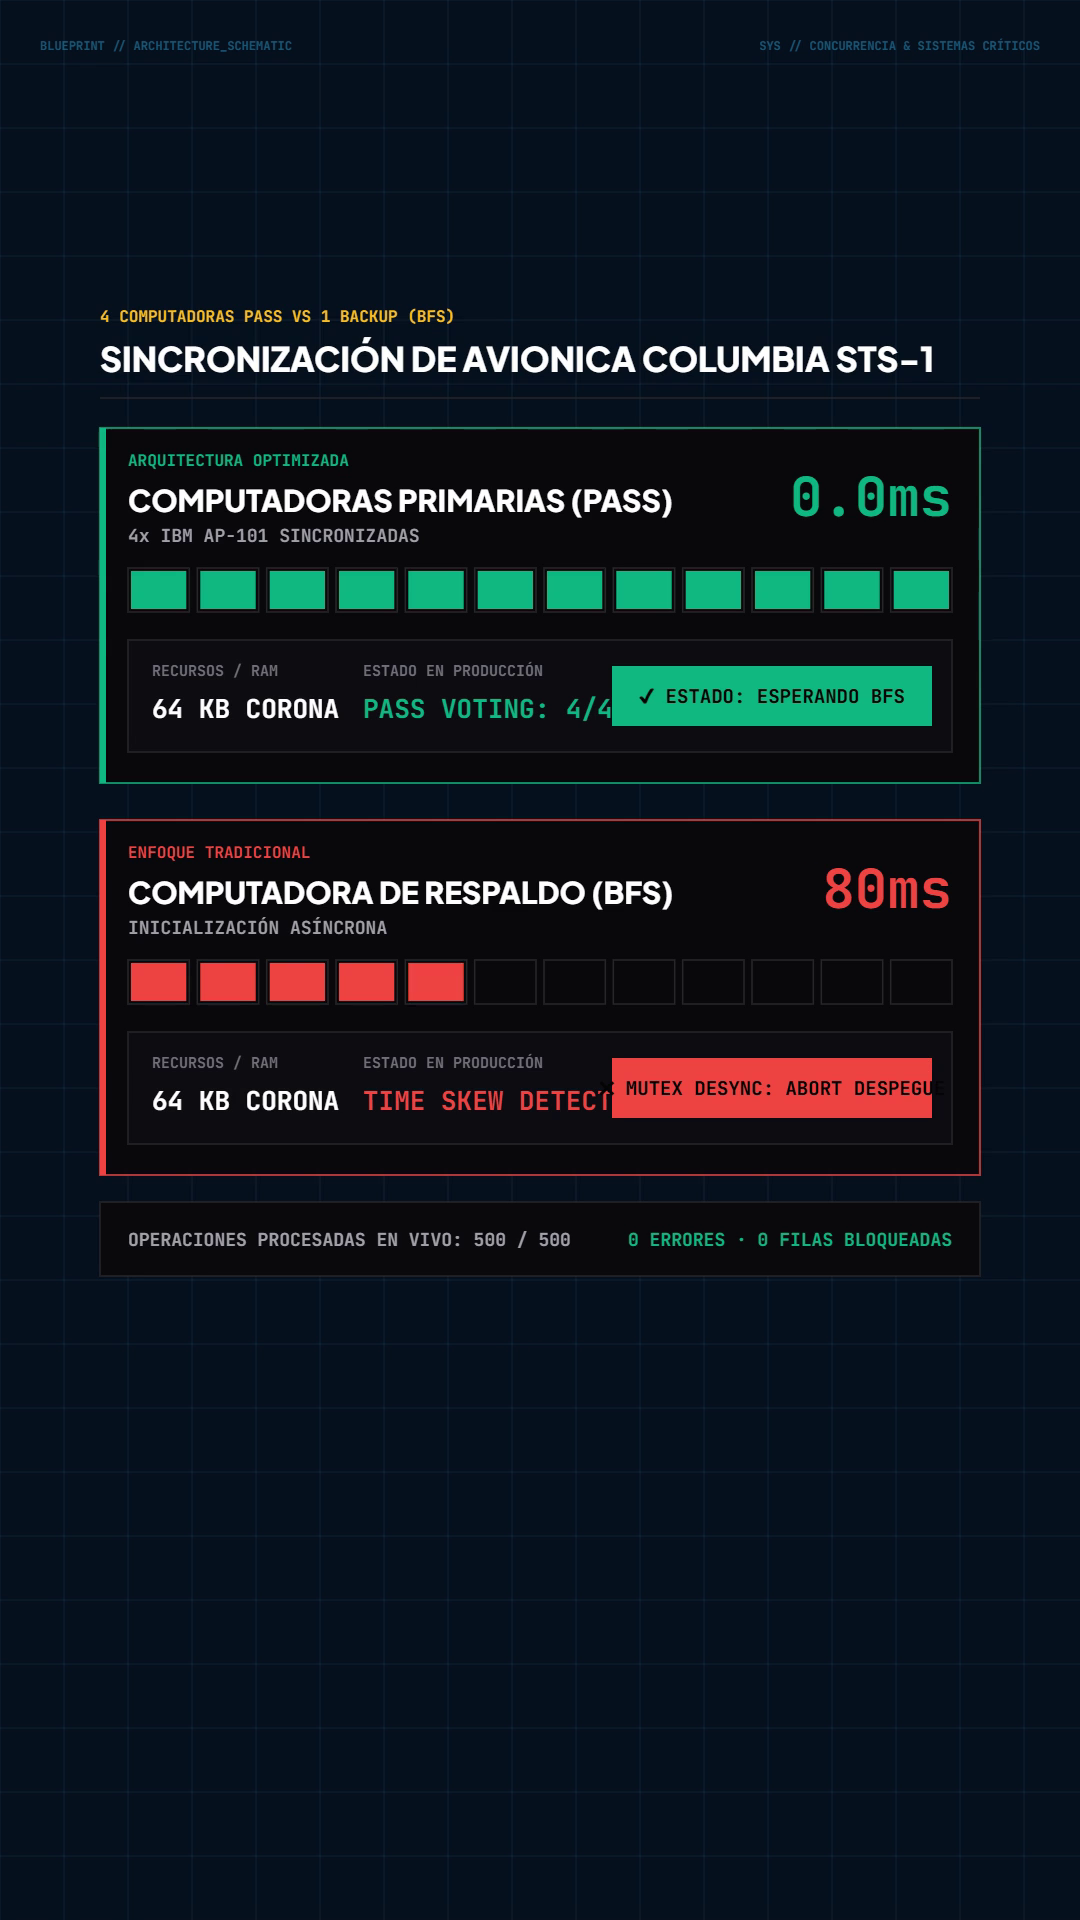 BLUEPRINT // ARCHITECTURE_SCHEMATIC
SYS // CONCURRENCIA & SISTEMAS CRÍTICOS
4 COMPUTADORAS PASS VS 1 BACKUP (BFS)
SINCRONIZACIÓN DE AVIONICA COLUMBIA STS-1
ARQUITECTURA OPTIMIZADA
COMPUTADORAS PRIMARIAS (PASS)
0.0ms
4x IBM AP-101 SINCRONIZADAS
RECURSOS / RAM
ESTADO EN PRODUCCIÓN
64 KB CORONA
PASS VOTING: 4/4
✓ ESTADO: ESPERANDO BFS
ENFOQUE TRADICIONAL
COMPUTADORA DE RESPALDO (BFS)
80ms
INICIALIZACIÓN ASÍNCRONA
RECURSOS / RAM
ESTADO EN PRODUCCIÓN
64 KB CORONA
TIME SKEW DETECT
✕ MUTEX DESYNC: ABORT DESPEGUE
OPERACIONES PROCESADAS EN VIVO: 500 / 500
0 ERRORES · 0 FILAS BLOQUEADAS